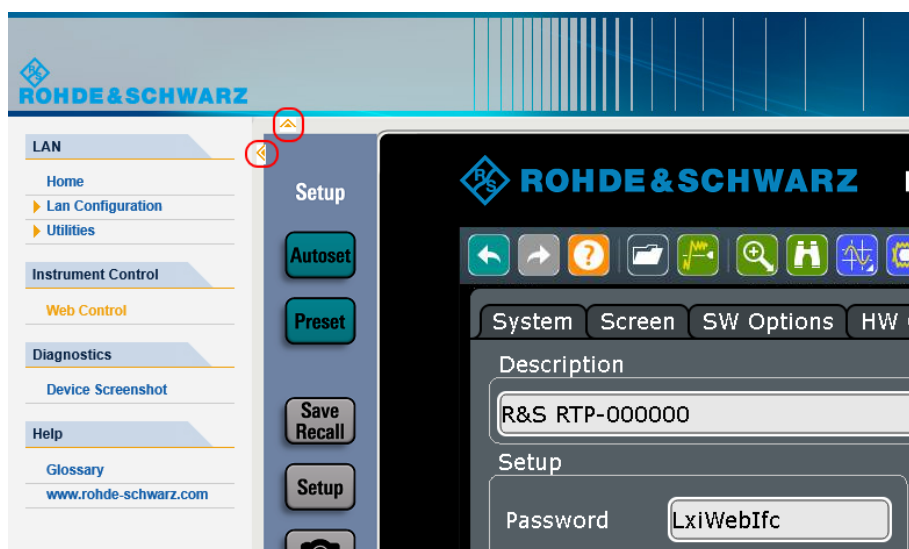 R&S
ROHDE&SCHWARZ
LAN
Home
Lan Configuration
Utilities
Instrument Control
Web Control
Diagnostics
Device Screenshot
Help
Glossary
www.rohde-schwarz.com
Setup
Autoset
Preset
Save
Recall
Setup
R&S
ROHDE&SCHWARZ
System Screen SW Options HW
Description
R&S RTP-000000
Setup
Password LxiWebIfc